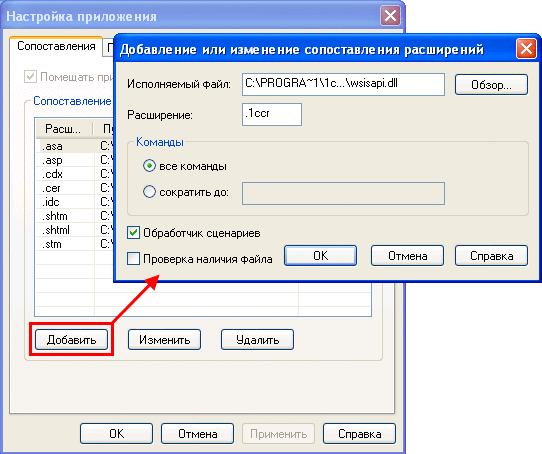 Настройка приложения
Сопоставления
Помещать при
Сопоставление
Расш...
.asa C:\
.asp C:\
.cdx C:\
.cer C:\
.idc C:\
.shtm C:\
.shtml C:\
.stm C:\
Добавить Изменить Удалить
OK Отмена Применить Справка
Добавление или изменение сопоставления расширений
Исполняемый файл: C:\PROGRA~1\1c...\wsisapi.dll Обзор...
Расширение: .1ccr
Команды
все команды
сократить до:
Обработчик сценариев
Проверка наличия файла
OK Отмена Справка